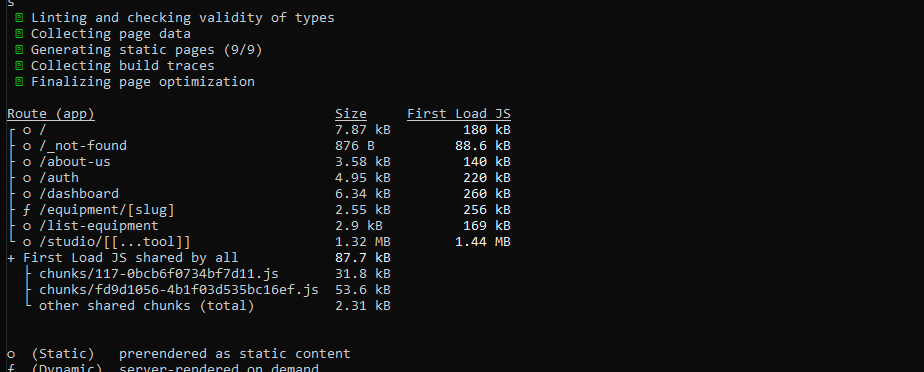 s
Linting and checking validity of types
Collecting page data
Generating static pages (9/9)
Collecting build traces
Finalizing page optimization
Route (app) Size First Load JS
┌ ○ / 7.87 kB 180 kB
├ ○ /_not-found 876 B 88.6 kB
├ ○ /about-us 3.58 kB 140 kB
├ ○ /auth 4.95 kB 220 kB
├ ○ /dashboard 6.34 kB 260 kB
├ ƒ /equipment/[slug] 2.55 kB 256 kB
├ ○ /list-equipment 2.9 kB 169 kB
└ ○ /studio/[[...tool]] 1.32 MB 1.44 MB
+ First Load JS shared by all 87.7 kB
├ chunks/117-0bcb6f0734bf7d11.js 31.8 kB
├ chunks/fd9d1056-4b1f03d535bc16ef.js 53.6 kB
└ other shared chunks (total) 2.31 kB
○ (Static) prerendered as static content
ƒ (Dynamic) server-rendered on demand